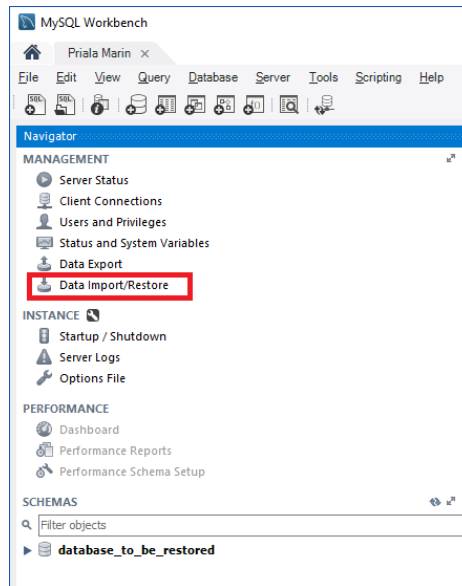 MySQL Workbench
Priala Marin ×
File Edit View Query Database Server Tools Scripting Help
SQL SQL
Navigator
MANAGEMENT
Server Status
Client Connections
Users and Privileges
Status and System Variables
Data Export
Data Import/Restore
INSTANCE
Startup / Shutdown
Server Logs
Options File
PERFORMANCE
Dashboard
Performance Reports
Performance Schema Setup
SCHEMAS
Filter objects
database_to_be_restored